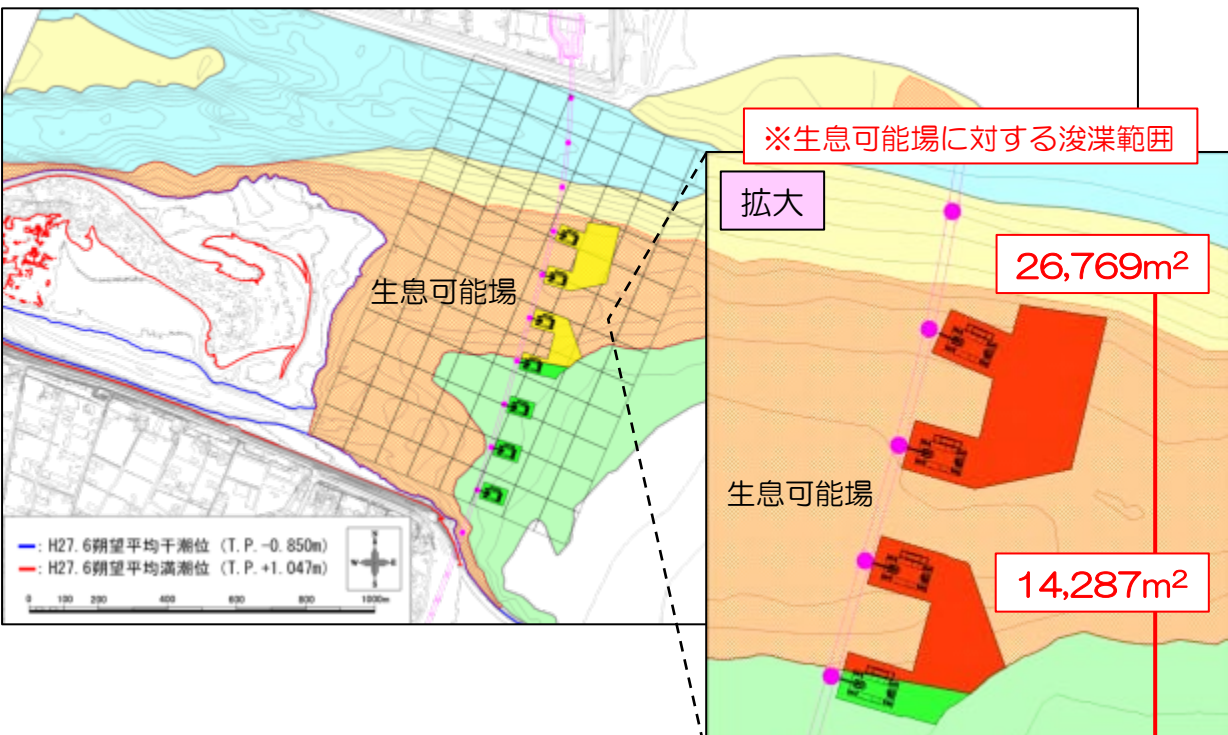 ※生息可能場に対する浚渫範囲
拡大
26,769m²
生息可能場
生息可能場
14,287m²
: H27.6朔望平均干潮位 (T.P.-0.850m)
: H27.6朔望平均満潮位 (T.P.+1.047m)
N
W E
S
0 100 200 400 600 800 1000m